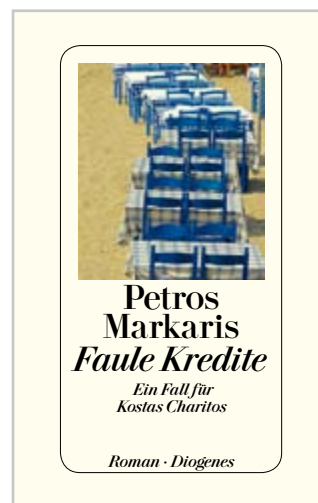 Petros
Markaris
Faule Kredite
Ein Fall für
Kostas Charitos
Roman · Diogenes